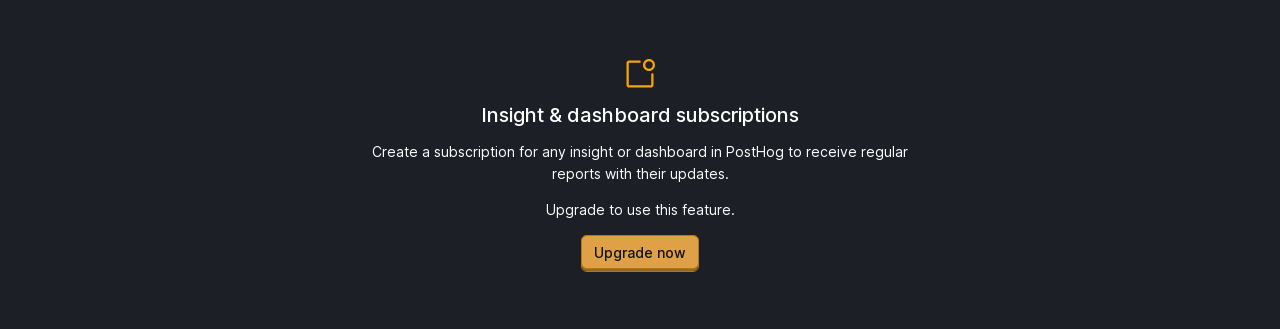 Insight & dashboard subscriptions
Create a subscription for any insight or dashboard in PostHog to receive regular
reports with their updates.
Upgrade to use this feature.
Upgrade now